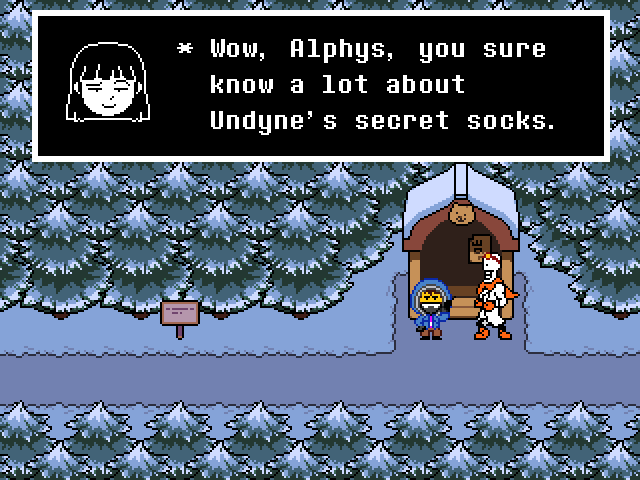 * Wow, Alphys, you sure
know a lot about
Undyne's secret socks.